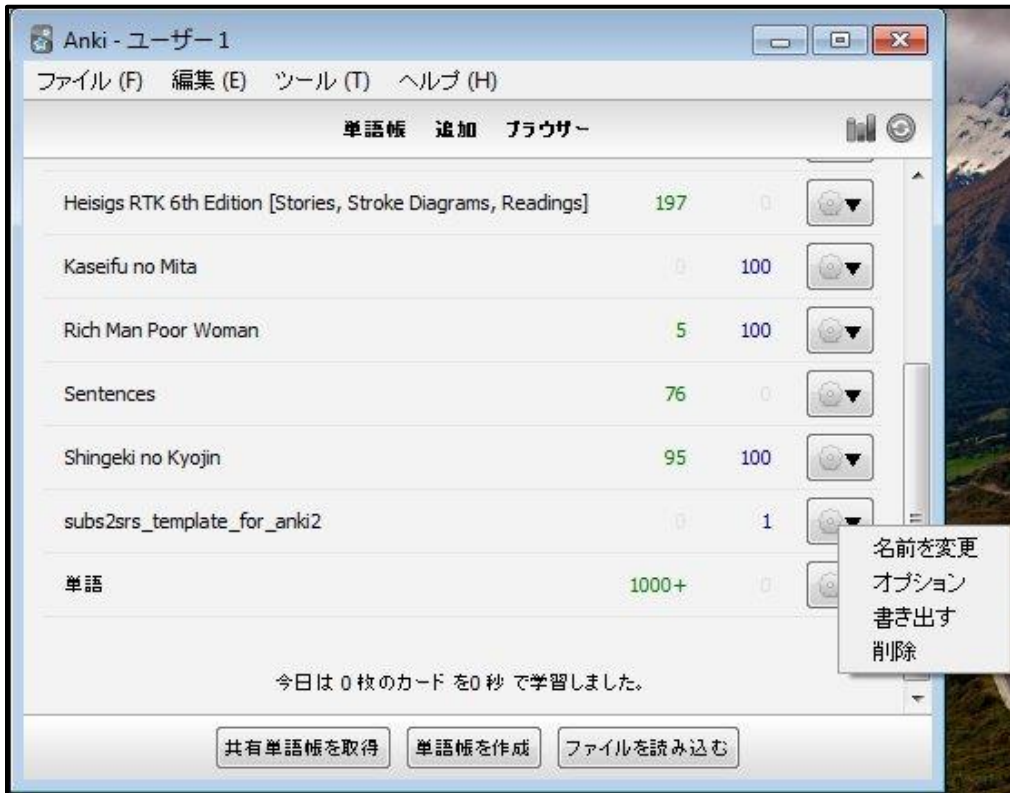 Anki - ユーザー 1
ファイル (F) 編集 (E) ツール (T) ヘルプ (H)
単語帳 追加 ブラウザー
Heisigs RTK 6th Edition [Stories, Stroke Diagrams, Readings] 197 0
Kaseifu no Mita 0 100
Rich Man Poor Woman 5 100
Sentences 76 0
Shingeki no Kyojin 95 100
subs2srs_template_for_anki2 0 1
単語 1000+ 0
名前を変更
オプション
書き出す
削除
今日は 0 枚のカード を0 秒 で学習しました。
共有単語帳を取得 単語帳を作成 ファイルを読み込む